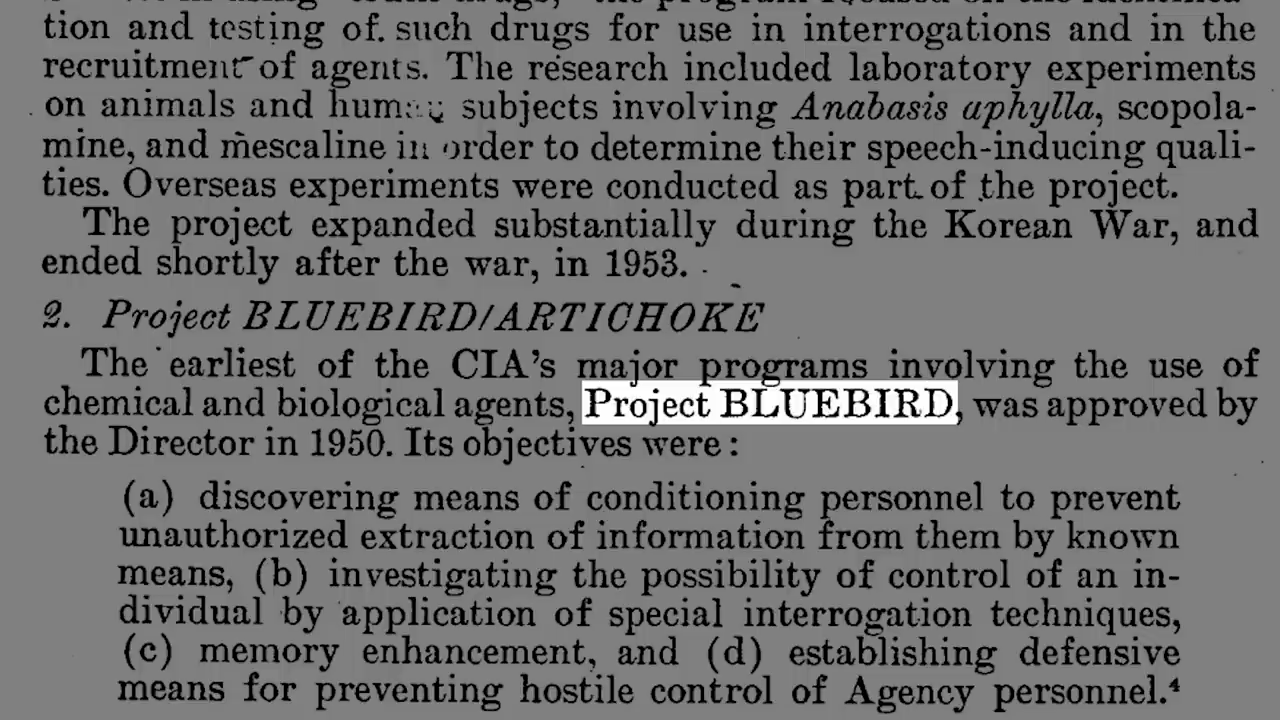 tion and testing of such drugs for use in interrogations and in the
recruitment of agents. The research included laboratory experiments
on animals and subjects involving Anabasis aphylla, scopola-
mine, and mescaline in order to determine their speech-inducing quali-
ties. Overseas experiments were conducted as part of the project.
The project expanded substantially during the Korean War, and
ended shortly after the war, in 1953.
2. Project BLUEBIRD/ARTICHOKE
The earliest of the CIA's major programs involving the use of
chemical and biological agents, Project BLUEBIRD, was approved by
the Director in 1950. Its objectives were:
(a) discovering means of conditioning personnel to prevent
unauthorized extraction of information from them by known
means, (b) investigating the possibility of control of an in-
dividual by application of special interrogation techniques,
(c) memory enhancement, and (d) establishing defensive
means for preventing hostile control of Agency personnel.⁴